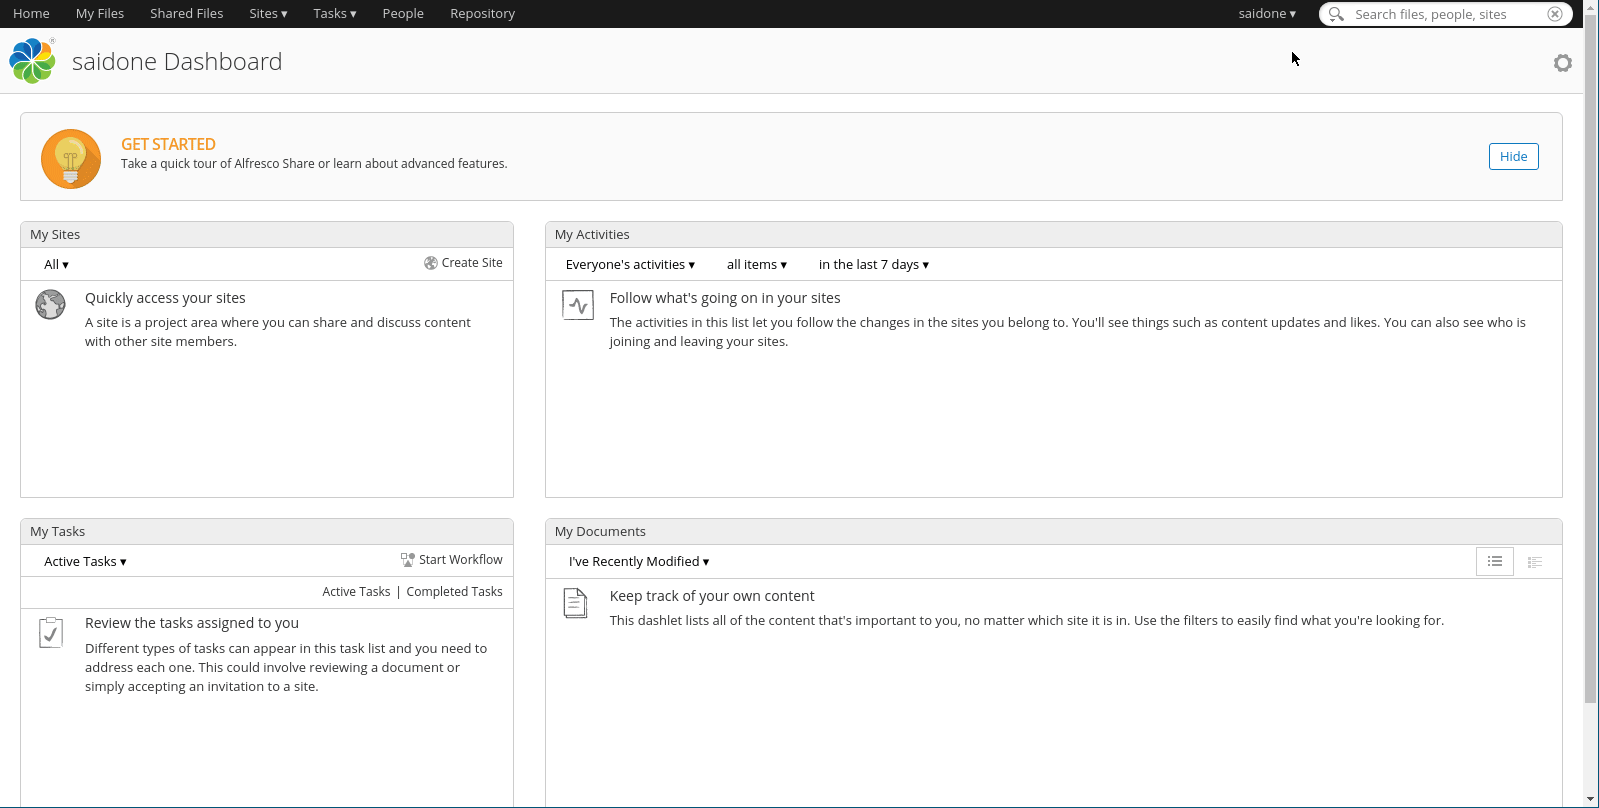 Home My Files Shared Files Sites ▾ Tasks ▾ People Repository saidone ▾ Search files, people, sites
saidone Dashboard
GET STARTED
Take a quick tour of Alfresco Share or learn about advanced features.
Hide
My Sites
All ▾ Create Site
Quickly access your sites
A site is a project area where you can share and discuss content
with other site members.
My Activities
Everyone's activities ▾ all items ▾ in the last 7 days ▾
Follow what's going on in your sites
The activities in this list let you follow the changes in the sites you belong to. You'll see things such as content updates and likes. You can also see who is
joining and leaving your sites.
My Tasks
Active Tasks ▾ Start Workflow
Active Tasks | Completed Tasks
Review the tasks assigned to you
Different types of tasks can appear in this task list and you need to
address each one. This could involve reviewing a document or
simply accepting an invitation to a site.
My Documents
I've Recently Modified ▾
Keep track of your own content
This dashlet lists all of the content that's important to you, no matter which site it is in. Use the filters to easily find what you're looking for.